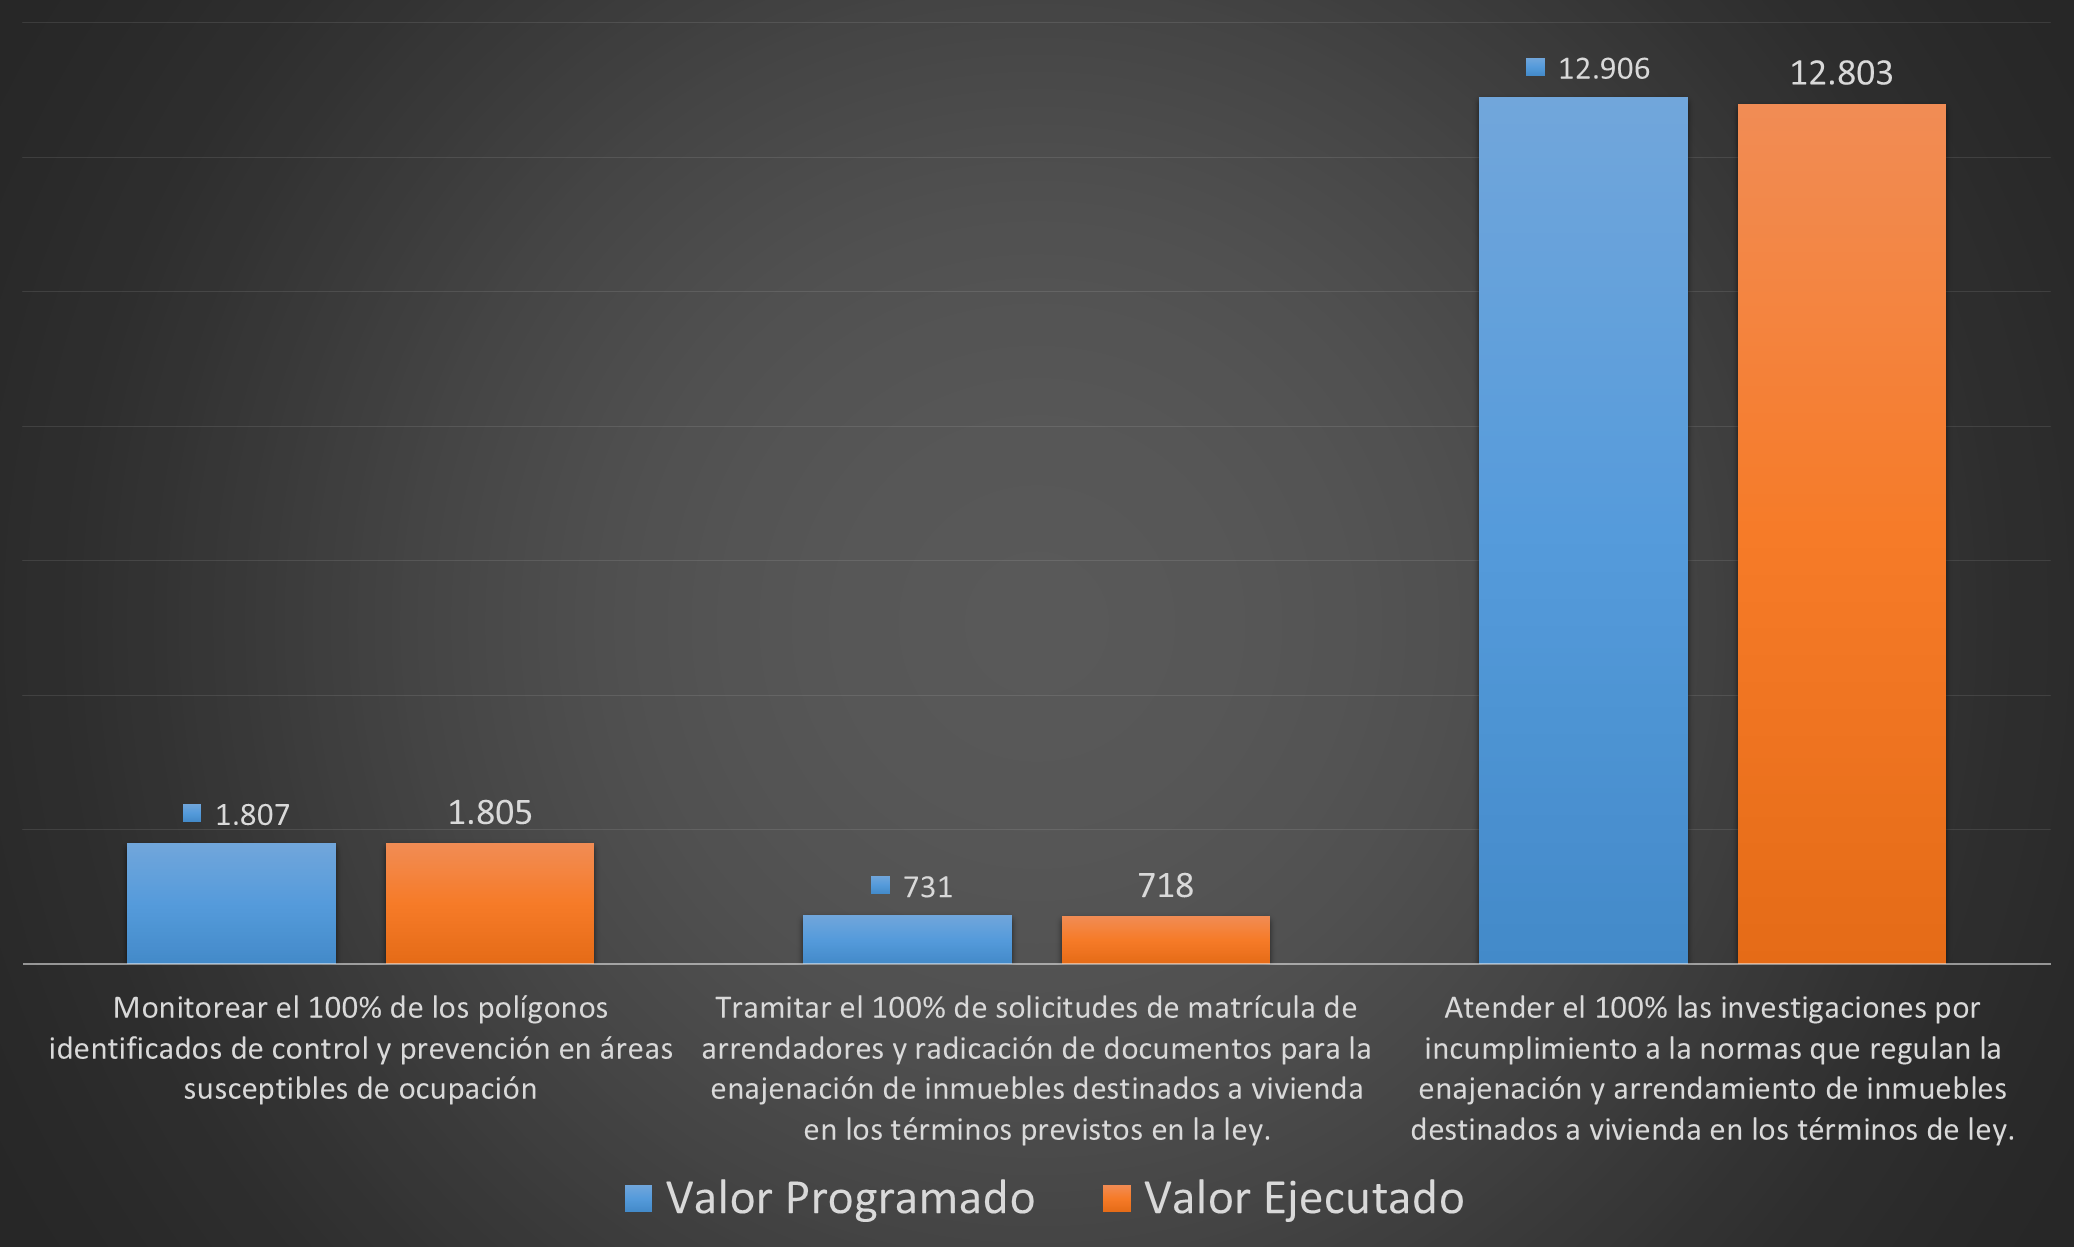 12.906
12.803
1.807
1.805
731
718
Monitorear el 100% de los polígonos
identificados de control y prevención en áreas
susceptibles de ocupación
Tramitar el 100% de solicitudes de matrícula de
arrendadores y radicación de documentos para la
enajenación de inmuebles destinados a vivienda
en los términos previstos en la ley.
Atender el 100% las investigaciones por
incumplimiento a la normas que regulan la
enajenación y arrendamiento de inmuebles
destinados a vivienda en los términos de ley.
Valor Programado
Valor Ejecutado